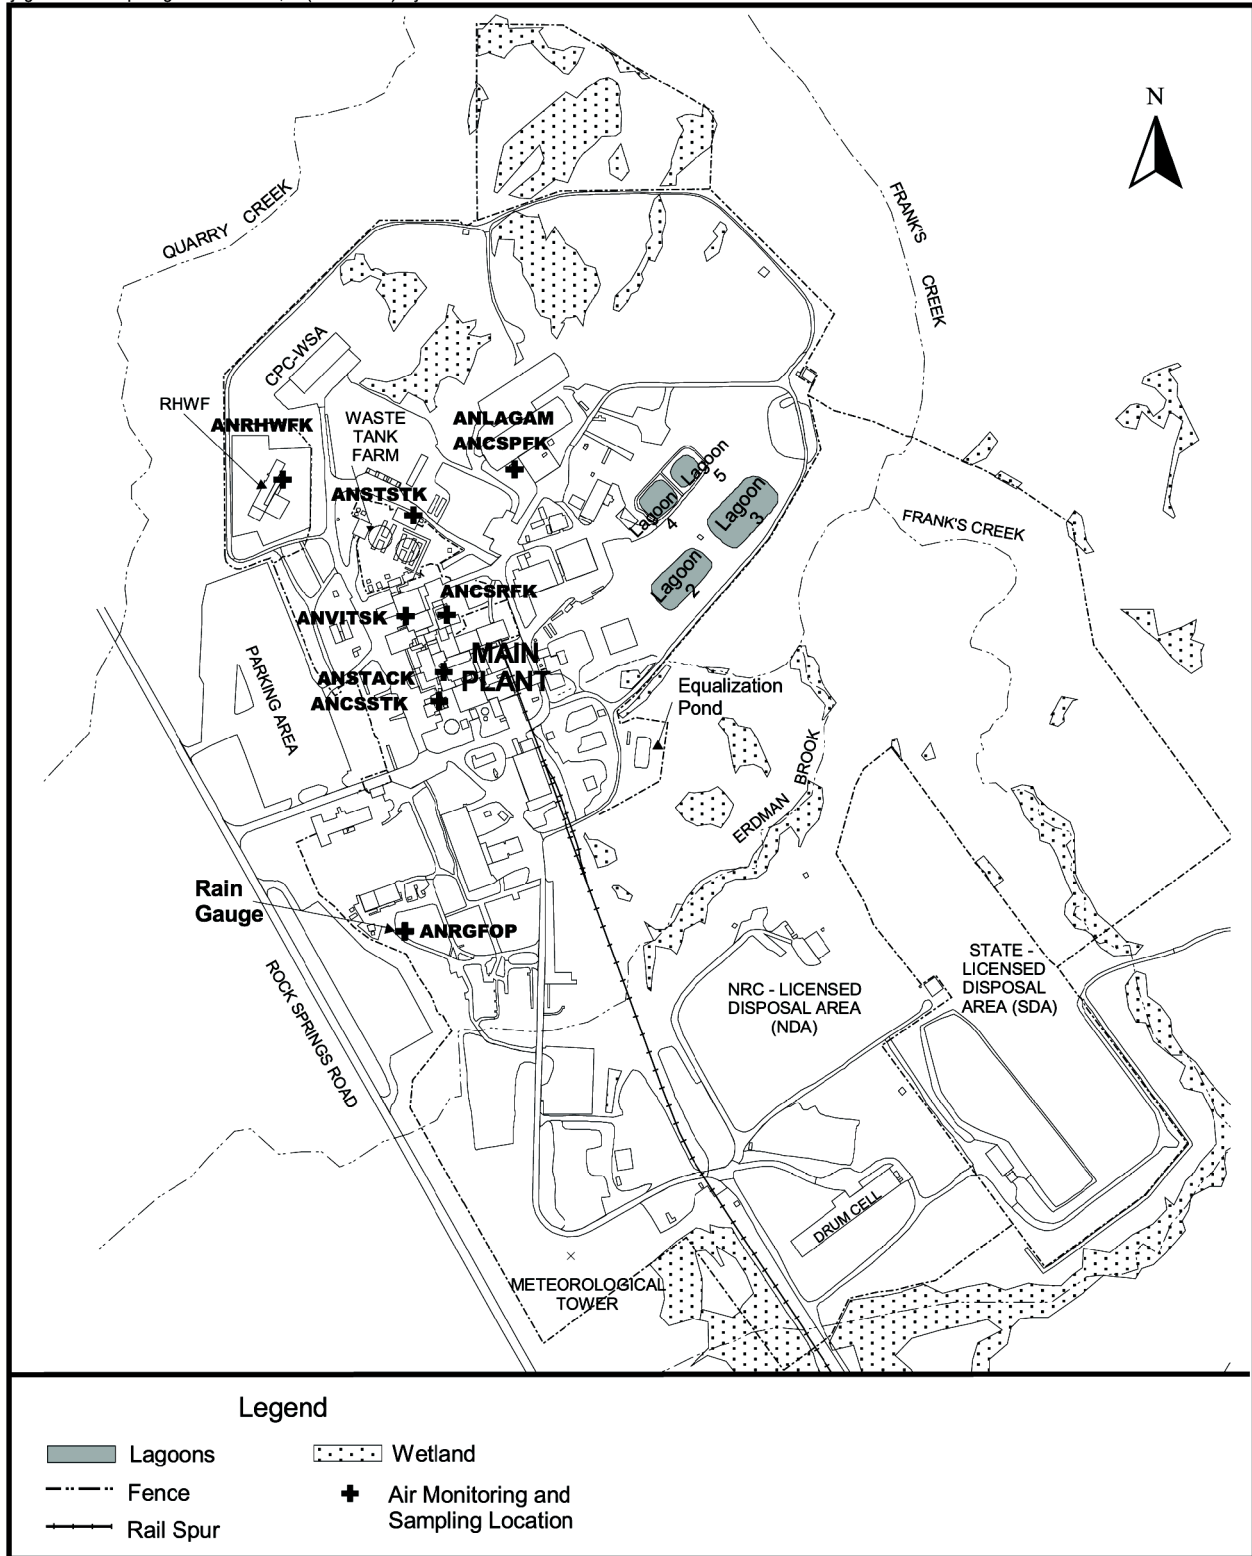 N
QUARRY CREEK
FRANK'S
CREEK
CPC-WSA
RHWF
ANRHWFK
WASTE
TANK
FARM
ANLAGAM
ANCSPFK
ANSTSTK
Lagoon
5
Lagoon
4
Lagoon
3
Lagoon
2
FRANK'S CREEK
ANCSRFK
ANVITSK
MAIN
PLANT
ANSTACK
ANCSSTK
PARKING AREA
Equalization
Pond
ERDMAN BROOK
Rain
Gauge
ANRGFOP
ROCK SPRINGS ROAD
NRC - LICENSED
DISPOSAL AREA
(NDA)
STATE -
LICENSED
DISPOSAL
AREA (SDA)
DRUM CELL
METEOROLOGICAL
TOWER
Legend
Lagoons
Wetland
Fence
Air Monitoring and
Sampling Location
Rail Spur